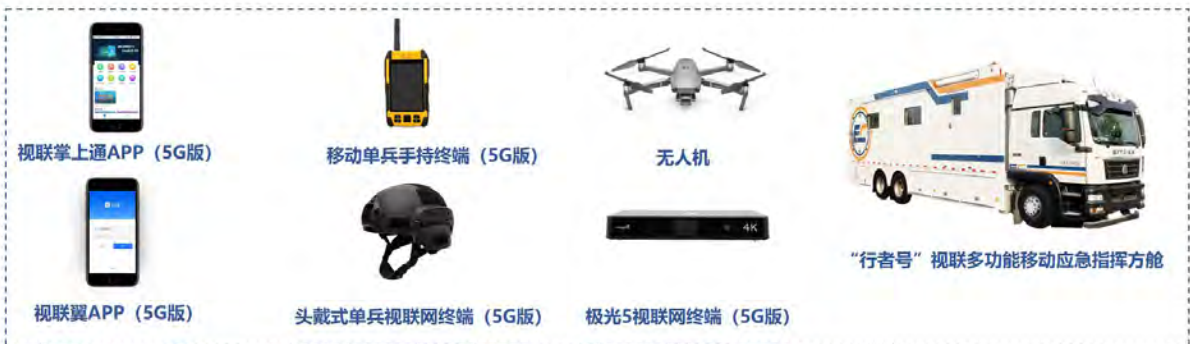 视联掌上通APP（5G版）
移动单兵手持终端（5G版）
无人机
4K
视联翼APP（5G版）
头戴式单兵视联网终端（5G版）
极光5视联网终端（5G版）
“行者号”视联多功能移动应急指挥方舱